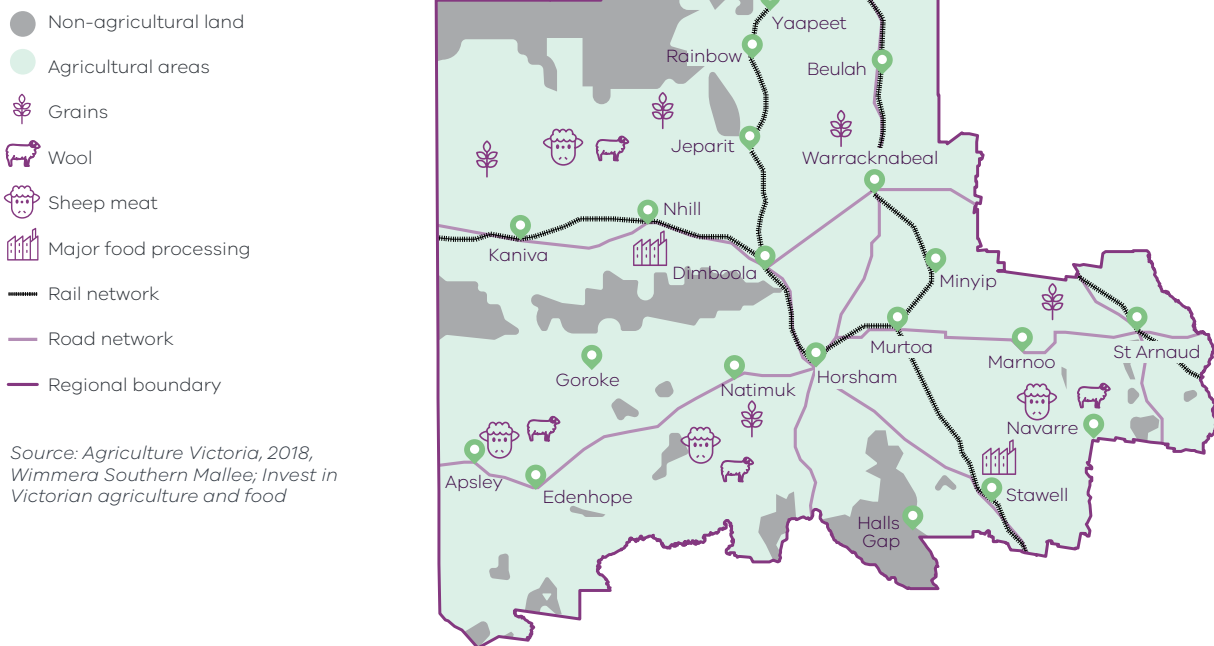 Non-agricultural land
Agricultural areas
Grains
Wool
Sheep meat
Major food processing
Rail network
Road network
Regional boundary
Source: Agriculture Victoria, 2018,
Wimmera Southern Mallee; Invest in
Victorian agriculture and food
Yaapeet
Rainbow
Beulah
Jeparit
Warracknabeal
Nhill
Kaniva
Dimboola
Minyip
Murtoa
Marnoo
St Arnaud
Goroke
Natimuk
Horsham
Navarre
Apsley
Edenhope
Stawell
Halls
Gap